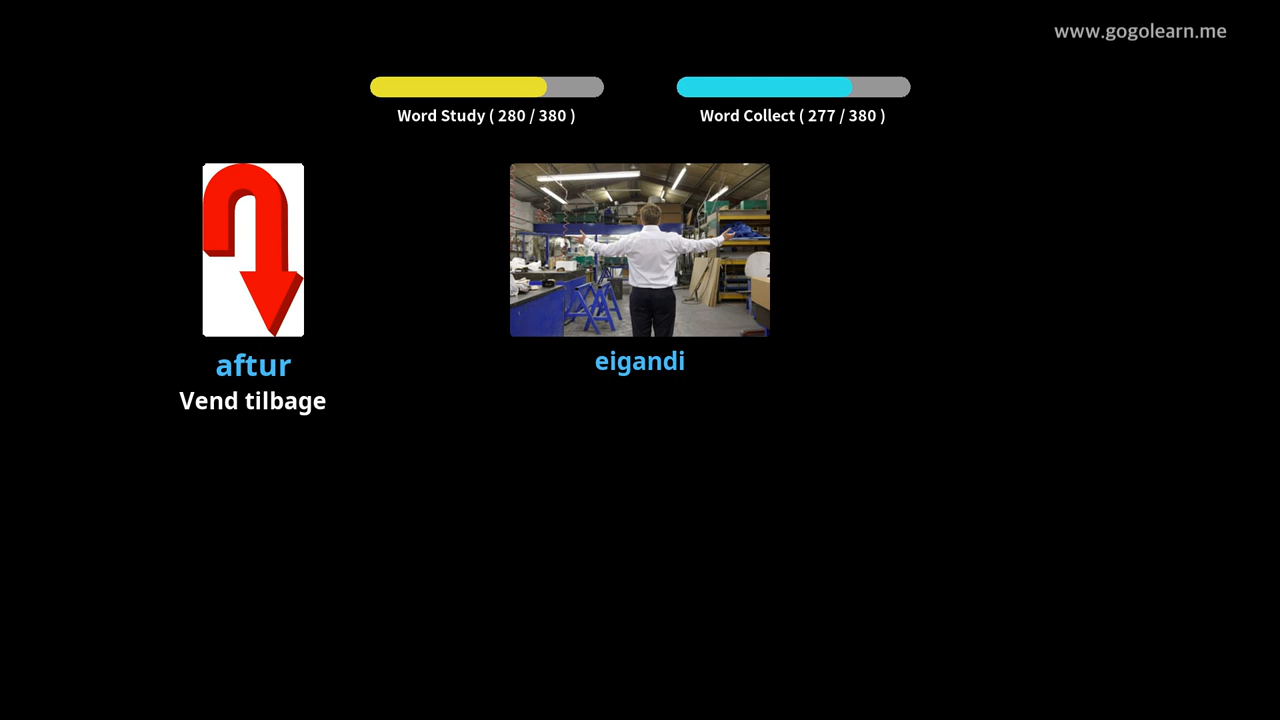 www.gogolearn.me
Word Study ( 280 / 380 )
Word Collect ( 277 / 380 )
aftur
Vend tilbage
eigandi